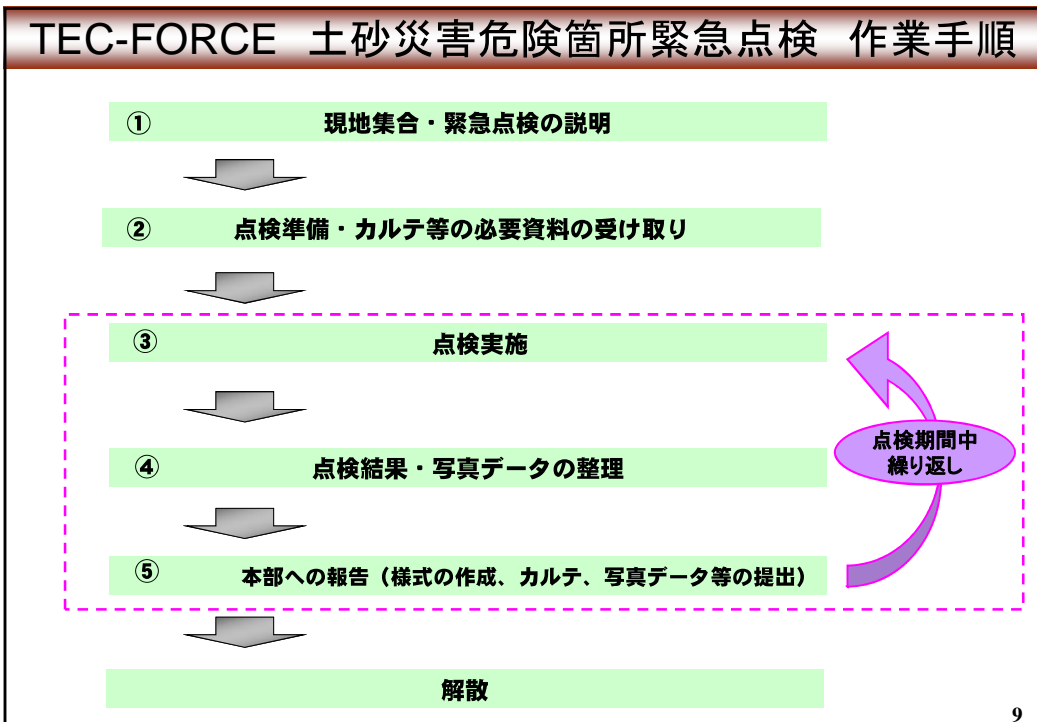 TEC-FORCE 土砂災害危険箇所緊急点検 作業手順
① 現地集合・緊急点検の説明
② 点検準備・カルテ等の必要資料の受け取り
③ 点検実施
点検期間中
繰り返し
④ 点検結果・写真データの整理
⑤ 本部への報告（様式の作成、カルテ、写真データ等の提出）
解散
9